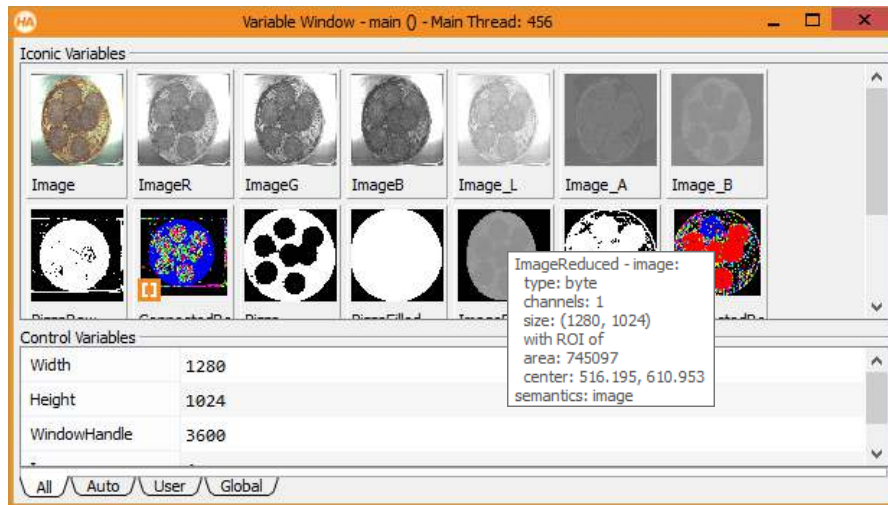 HA
Variable Window - main () - Main Thread: 456
Iconic Variables
Image ImageR ImageG ImageB Image_L Image_A Image_B
ImageReduced - image:
type: byte
channels: 1
size: (1280, 1024)
with ROI of
area: 745097
center: 516.195, 610.953
semantics: image
Control Variables
Width 1280
Height 1024
WindowHandle 3600
All Auto User Global